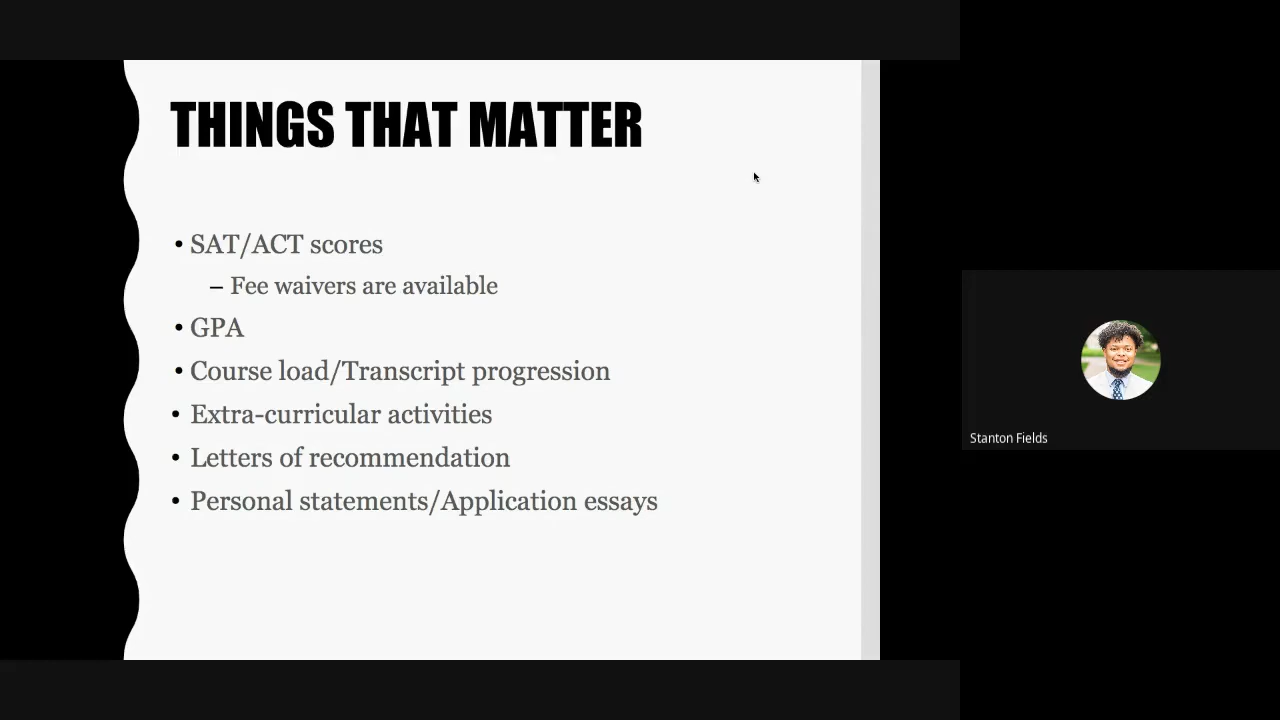 THINGS THAT MATTER
• SAT/ACT scores
– Fee waivers are available
• GPA
• Course load/Transcript progression
• Extra-curricular activities
• Letters of recommendation
• Personal statements/Application essays
Stanton Fields